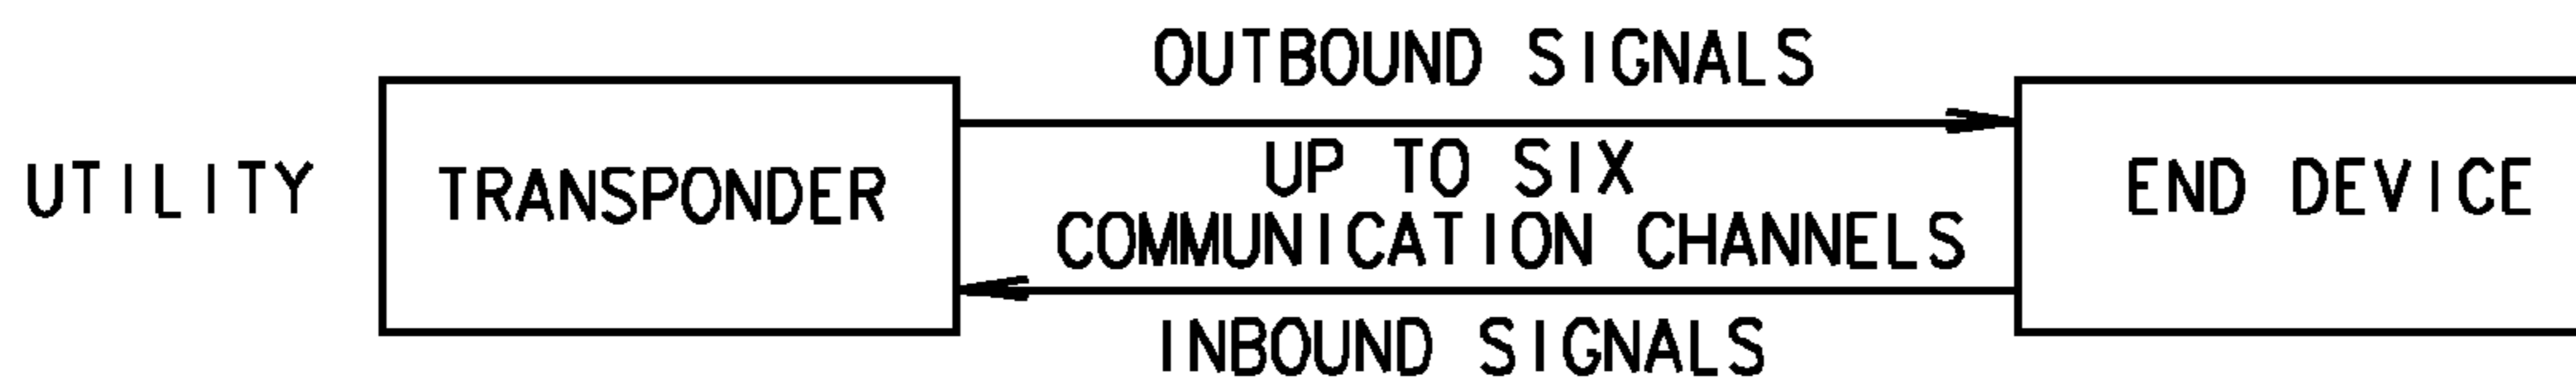 OUTBOUND SIGNALS
UTILITY
TRANSPONDER
UP TO SIX
COMMUNICATION CHANNELS
END DEVICE
INBOUND SIGNALS